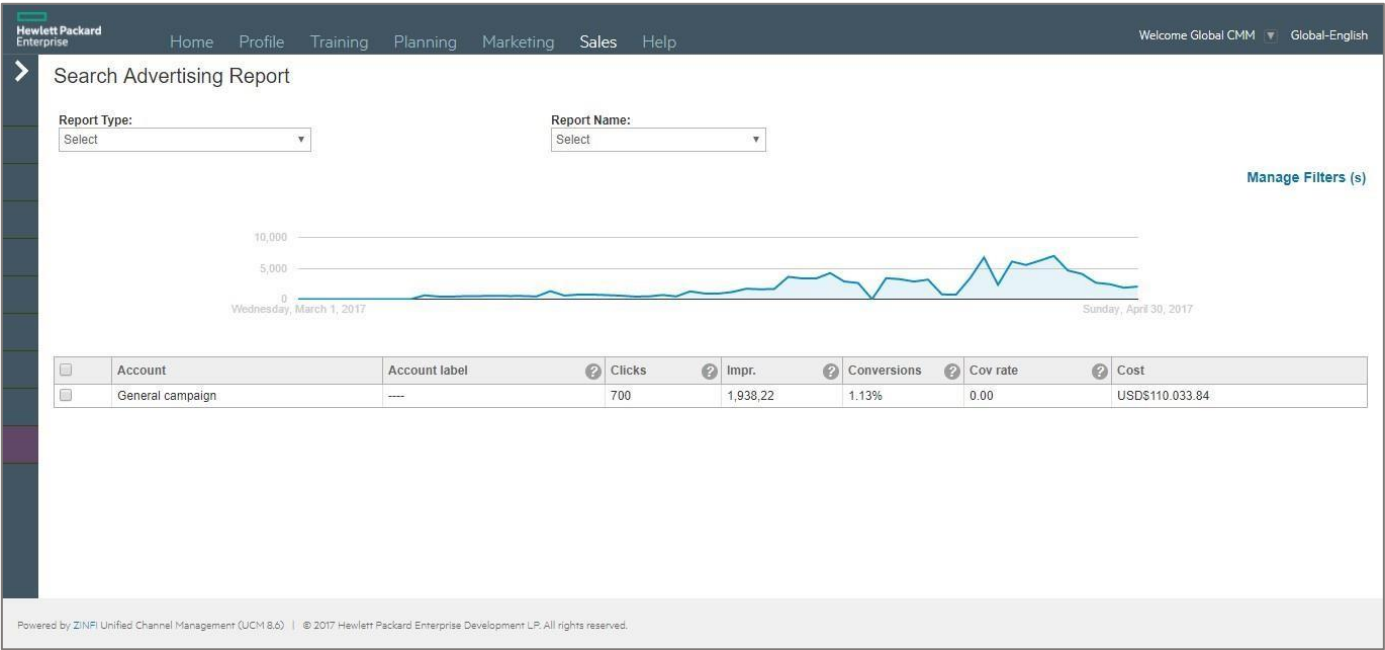 Hewlett Packard
Enterprise
Home Profile Training Planning Marketing Sales Help
Welcome Global CMM ▼ Global-English
Search Advertising Report
Report Type: Report Name:
Select ▼ Select ▼
Manage Filters (s)
10,000
5,000
0
Wednesday, March 1, 2017 Sunday, April 30, 2017
Account Account label ? Clicks ? Impr. ? Conversions ? Cov rate ? Cost
General campaign ---- 700 1,938,22 1.13% 0.00 USD$110.033.84
Powered by ZINFI Unified Channel Management (UCM 8.6) | © 2017 Hewlett Packard Enterprise Development LP. All rights reserved.